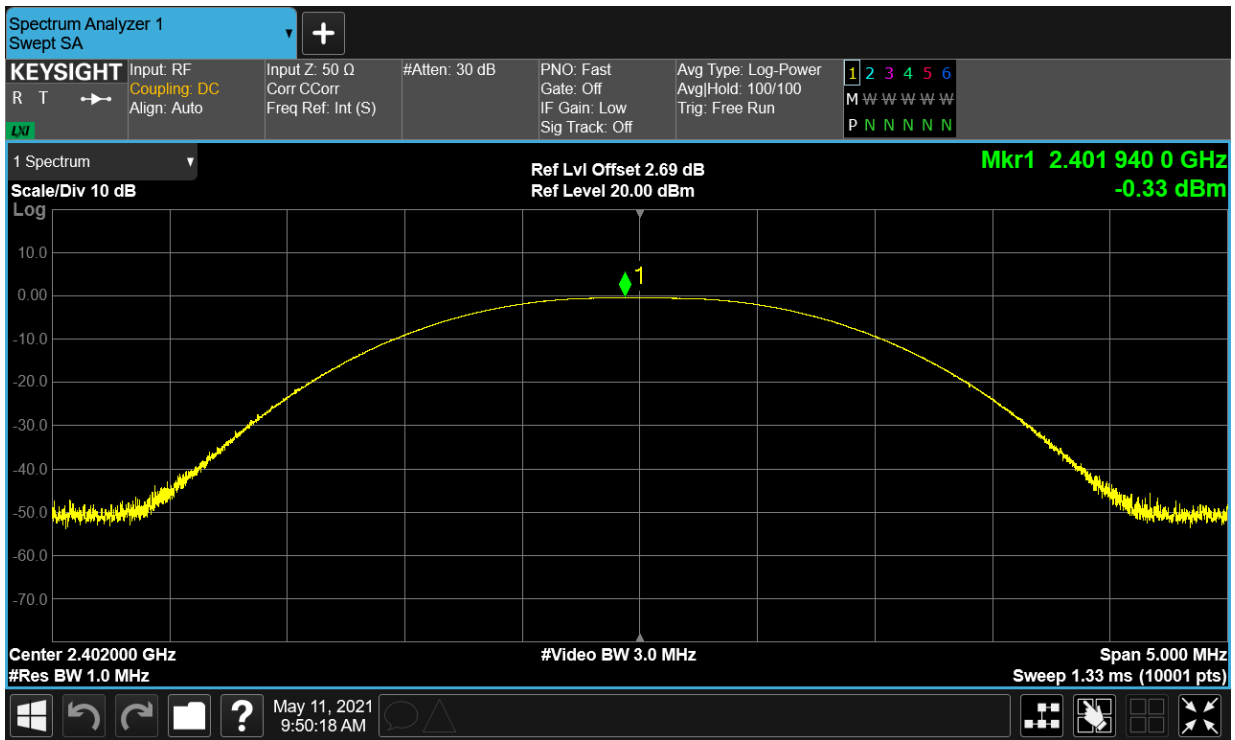 Spectrum Analyzer 1
Swept SA
+
KEYSIGHT
R T
LXI
Input: RF
Coupling: DC
Align: Auto
Input Z: 50 Ω
Corr CCorr
Freq Ref: Int (S)
#Atten: 30 dB
PNO: Fast
Gate: Off
IF Gain: Low
Sig Track: Off
Avg Type: Log-Power
Avg|Hold: 100/100
Trig: Free Run
1 2 3 4 5 6
M W W W W W
P N N N N N
1 Spectrum
Scale/Div 10 dB
Log
Ref Lvl Offset 2.69 dB
Ref Level 20.00 dBm
Mkr1 2.401 940 0 GHz
-0.33 dBm
10.0
0.00
-10.0
-20.0
-30.0
-40.0
-50.0
-60.0
-70.0
1
Center 2.402000 GHz
#Res BW 1.0 MHz
#Video BW 3.0 MHz
Span 5.000 MHz
Sweep 1.33 ms (10001 pts)
?
May 11, 2021
9:50:18 AM